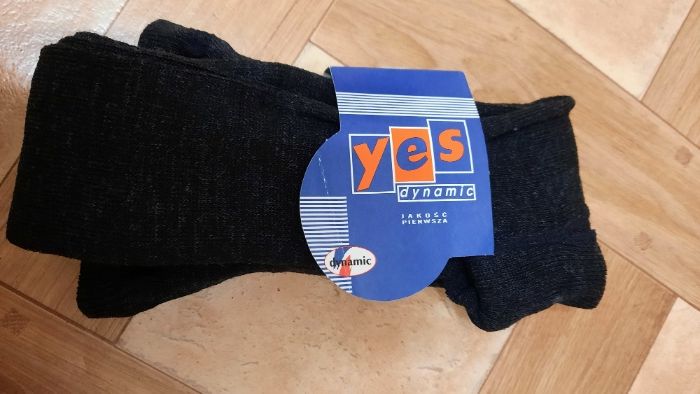 yes
dynamic
JAKOŚĆ
PIERWSZA
dynamic